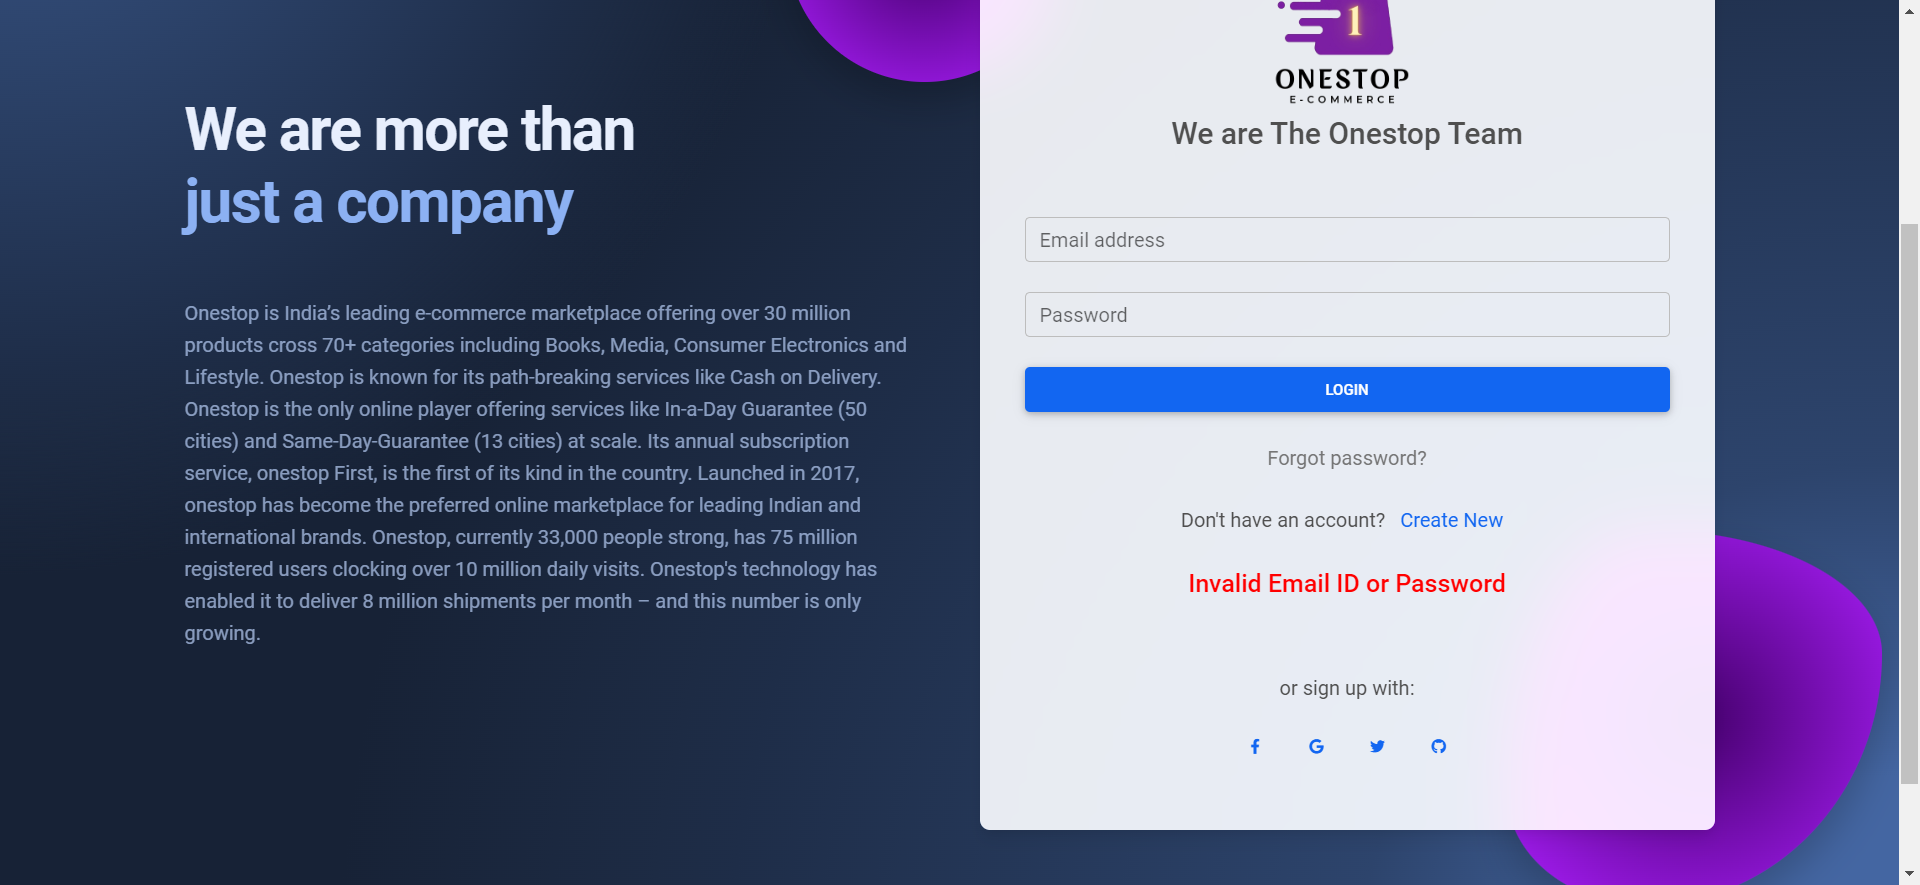 We are more than
just a company
Onestop is India’s leading e-commerce marketplace offering over 30 million
products cross 70+ categories including Books, Media, Consumer Electronics and
Lifestyle. Onestop is known for its path-breaking services like Cash on Delivery.
Onestop is the only online player offering services like In-a-Day Guarantee (50
cities) and Same-Day-Guarantee (13 cities) at scale. Its annual subscription
service, onestop First, is the first of its kind in the country. Launched in 2017,
onestop has become the preferred online marketplace for leading Indian and
international brands. Onestop, currently 33,000 people strong, has 75 million
registered users clocking over 10 million daily visits. Onestop's technology has
enabled it to deliver 8 million shipments per month – and this number is only
growing.
1
ONESTOP
E-COMMERCE
We are The Onestop Team
Email address
Password
LOGIN
Forgot password?
Don't have an account? Create New
Invalid Email ID or Password
or sign up with: